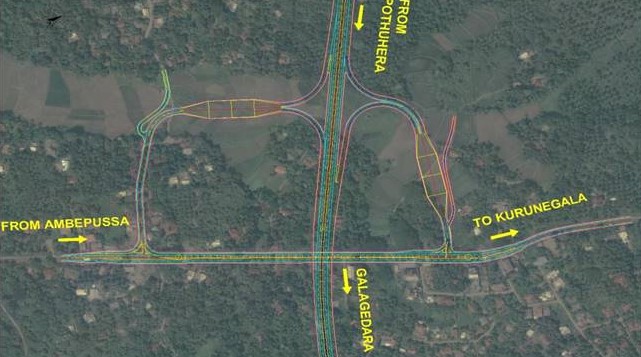 FROM
POTHUHERA
FROM AMBEPUSSA
TO KURUNEGALA
GALAGEDARA